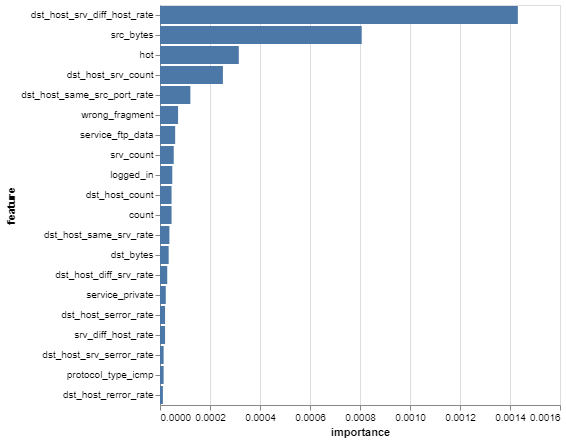 dst_host_srv_diff_host_rate
src_bytes
hot
dst_host_srv_count
dst_host_same_src_port_rate
wrong_fragment
service_ftp_data
srv_count
logged_in
dst_host_count
count
dst_host_same_srv_rate
dst_bytes
dst_host_diff_srv_rate
service_private
dst_host_serror_rate
srv_diff_host_rate
dst_host_srv_serror_rate
protocol_type_icmp
dst_host_rerror_rate
feature
0.0000 0.0002 0.0004 0.0006 0.0008 0.0010 0.0012 0.0014 0.0016
importance